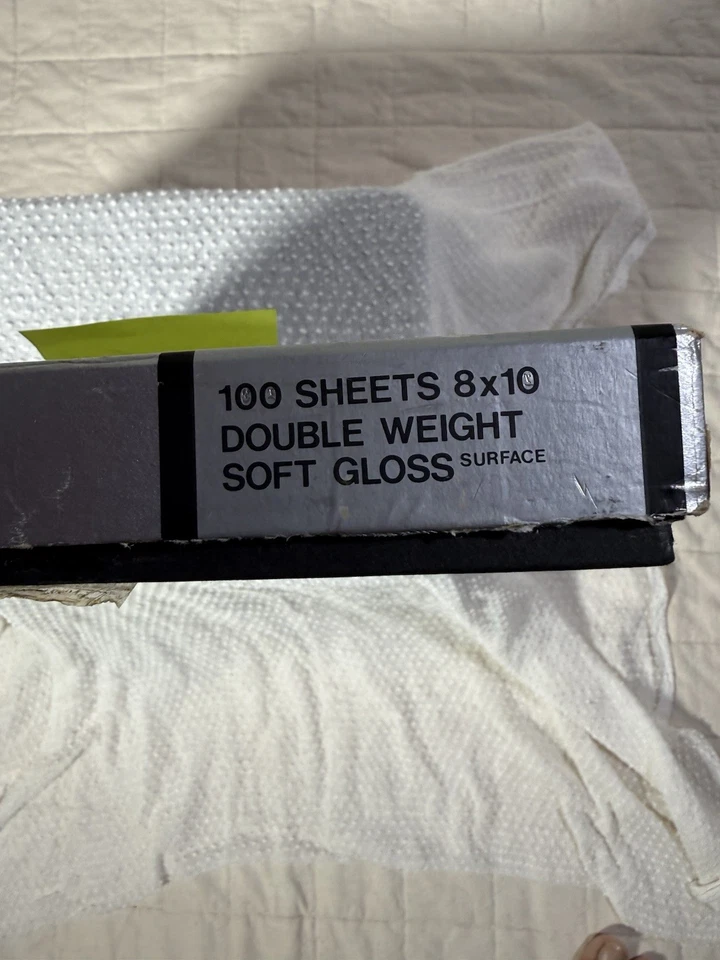 100 SHEETS 8x10
DOUBLE WEIGHT
SOFT GLOSS SURFACE